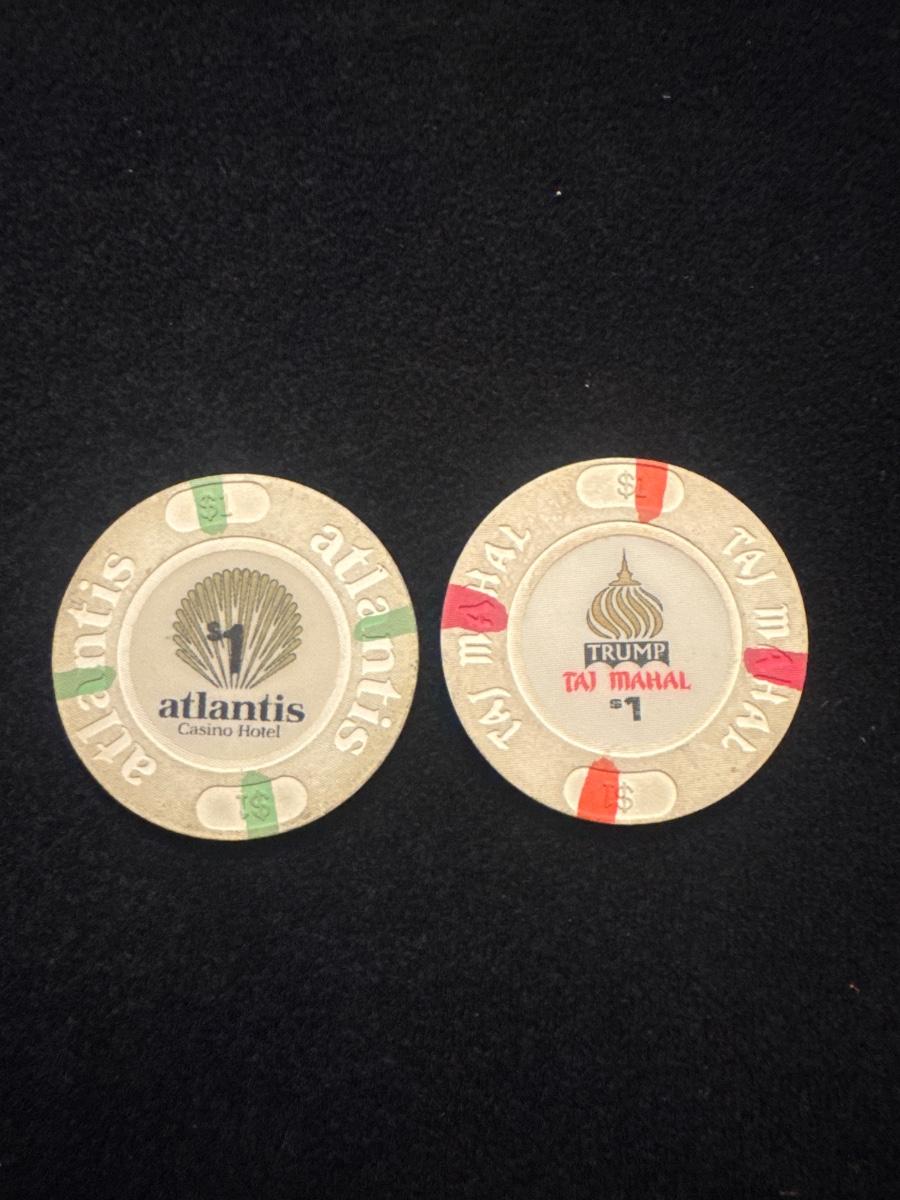 $1
atlantis
atlantis
$1
atlantis
Casino Hotel
$1
$1
TAJ MAHAL
TAJ MAHAL
TRUMP
TAJ MAHAL
$1
$1